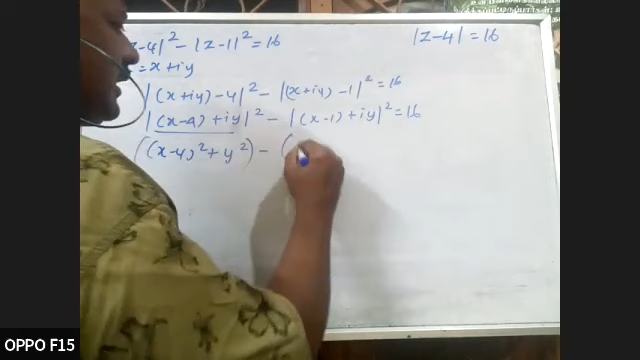 -4|² - |z-1|² = 16
|z-4| = 16
= x+iy
|(x+iy)-4|² - |(x+iy)-1|² = 16
|(x-4)+iy|² - |(x-1)+iy|² = 16
((x-4)²+y²) - (
OPPO F15